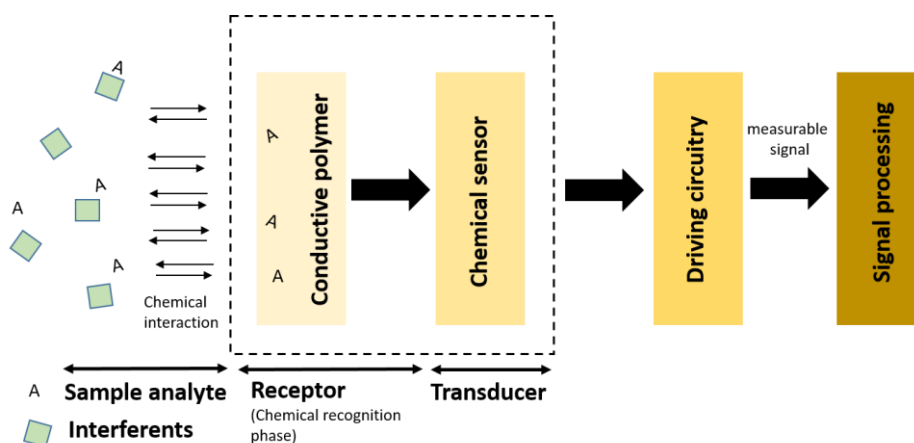 A
A
A
A
Chemical
interaction
A
A
A
Conductive polymer
Chemical sensor
Driving circuitry
measurable
signal
Signal processing
A Sample analyte
Interferents
Receptor
(Chemical recognition
phase)
Transducer